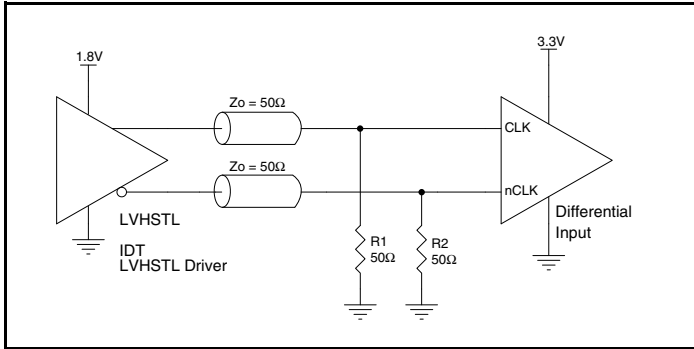 1.8V
3.3V
Zo = 50Ω
CLK
Zo = 50Ω
nCLK
LVHSTL
IDT
LVHSTL Driver
R1
50Ω
R2
50Ω
Differential
Input